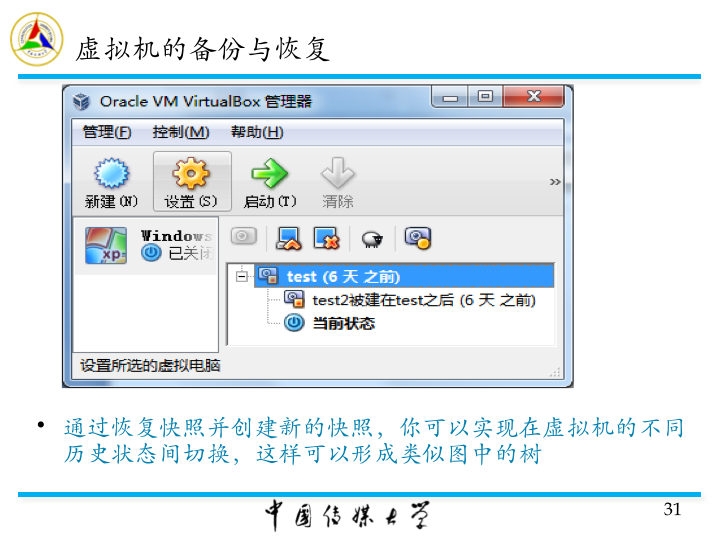 虚拟机的备份与恢复
Oracle VM VirtualBox 管理器
管理(F) 控制(M) 帮助(H)
新建(N) 设置(S) 启动(T) 清除 »
Windows
xp
已关闭
test (6 天 之前)
test2被建在test之后 (6 天 之前)
当前状态
设置所选的虚拟电脑
• 通过恢复快照并创建新的快照，你可以实现在虚拟机的不同
历史状态间切换，这样可以形成类似图中的树
中国传媒大学
31